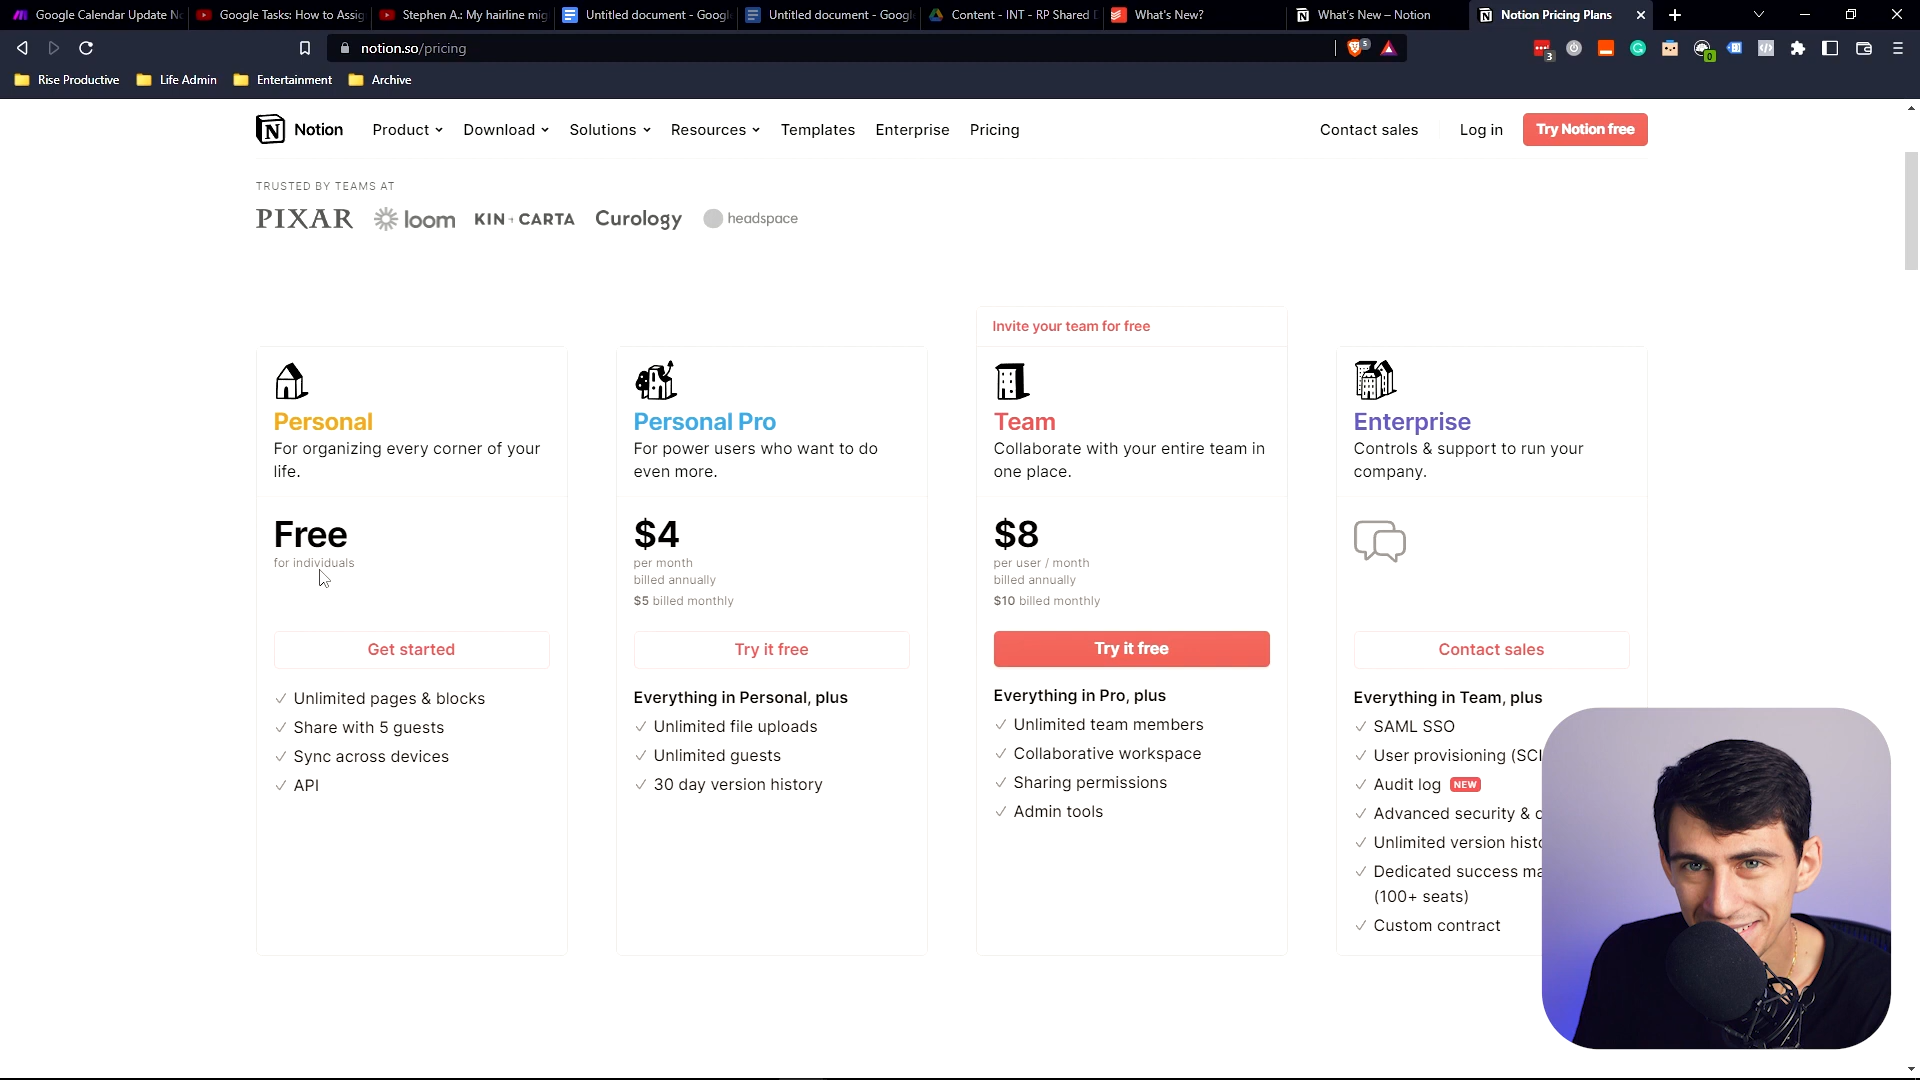 Google Calendar Update
Google Tasks: How to Assig
Stephen A.: My hairline mig
Untitled document - Googl
Untitled document - Googl
Content - INT - RP Shared
What's New?
What's New – Notion
Notion Pricing Plans
notion.so/pricing
5
3
0
Rise Productive
Life Admin
Entertainment
Archive
Notion
Product
Download
Solutions
Resources
Templates
Enterprise
Pricing
Contact sales
Log in
Try Notion free
TRUSTED BY TEAMS AT
PIXAR
loom
KIN + CARTA
Curology
headspace
Personal
For organizing every corner of your
life.
Free
for individuals
Get started
✓ Unlimited pages & blocks
✓ Share with 5 guests
✓ Sync across devices
✓ API
Personal Pro
For power users who want to do
even more.
$4
per month
billed annually
$5 billed monthly
Try it free
Everything in Personal, plus
✓ Unlimited file uploads
✓ Unlimited guests
✓ 30 day version history
Invite your team for free
Team
Collaborate with your entire team in
one place.
$8
per user / month
billed annually
$10 billed monthly
Try it free
Everything in Pro, plus
✓ Unlimited team members
✓ Collaborative workspace
✓ Sharing permissions
✓ Admin tools
Enterprise
Controls & support to run your
company.
Contact sales
Everything in Team, plus
✓ SAML SSO
✓ User provisioning (SCI
✓ Audit log NEW
✓ Advanced security &
✓ Unlimited version histo
✓ Dedicated success ma
(100+ seats)
✓ Custom contract